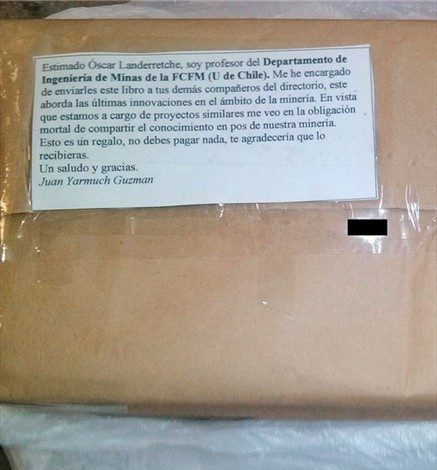 Estimado Óscar Landerretche, soy profesor del Departamento de
Ingeniería de Minas de la FCFM (U de Chile). Me he encargado
de enviarles este libro a tus demás compañeros del directorio, este
aborda las últimas innovaciones en el ámbito de la minería. En vista
que estamos a cargo de proyectos similares me veo en la obligación
mortal de compartir el conocimiento en pos de nuestra minería.
Esto es un regalo, no debes pagar nada, te agradecería que lo
recibieras.
Un saludo y gracias.
Juan Yarmuch Guzman